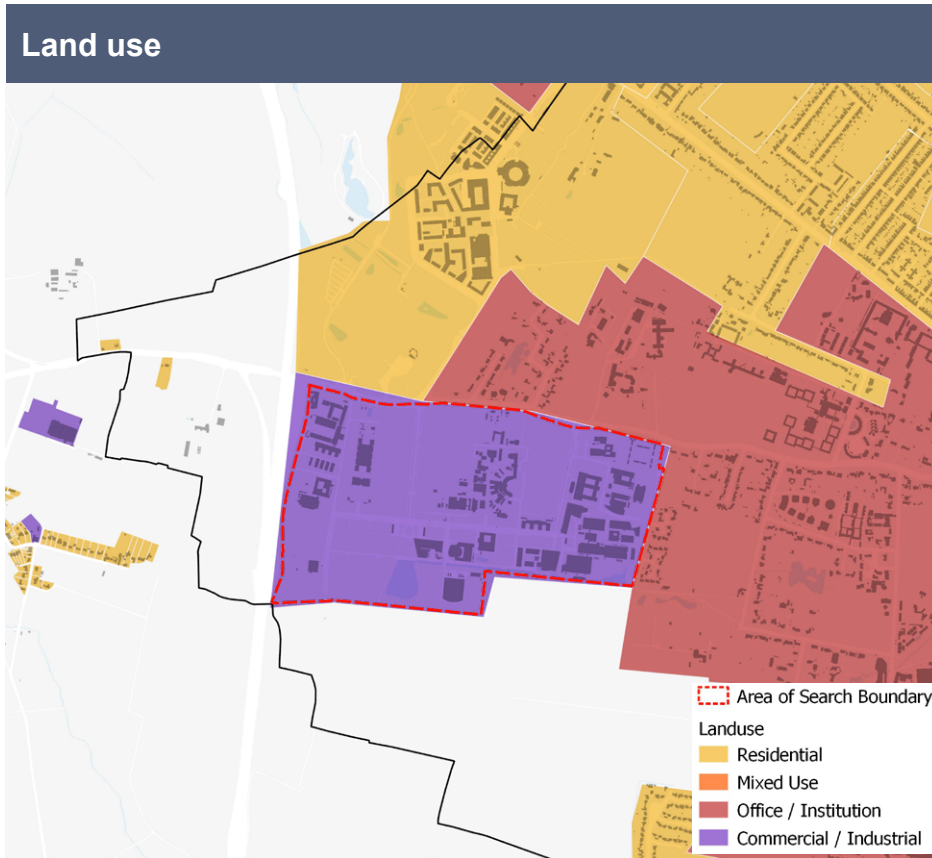 Land use
Area of Search Boundary
Landuse
Residential
Mixed Use
Office / Institution
Commercial / Industrial